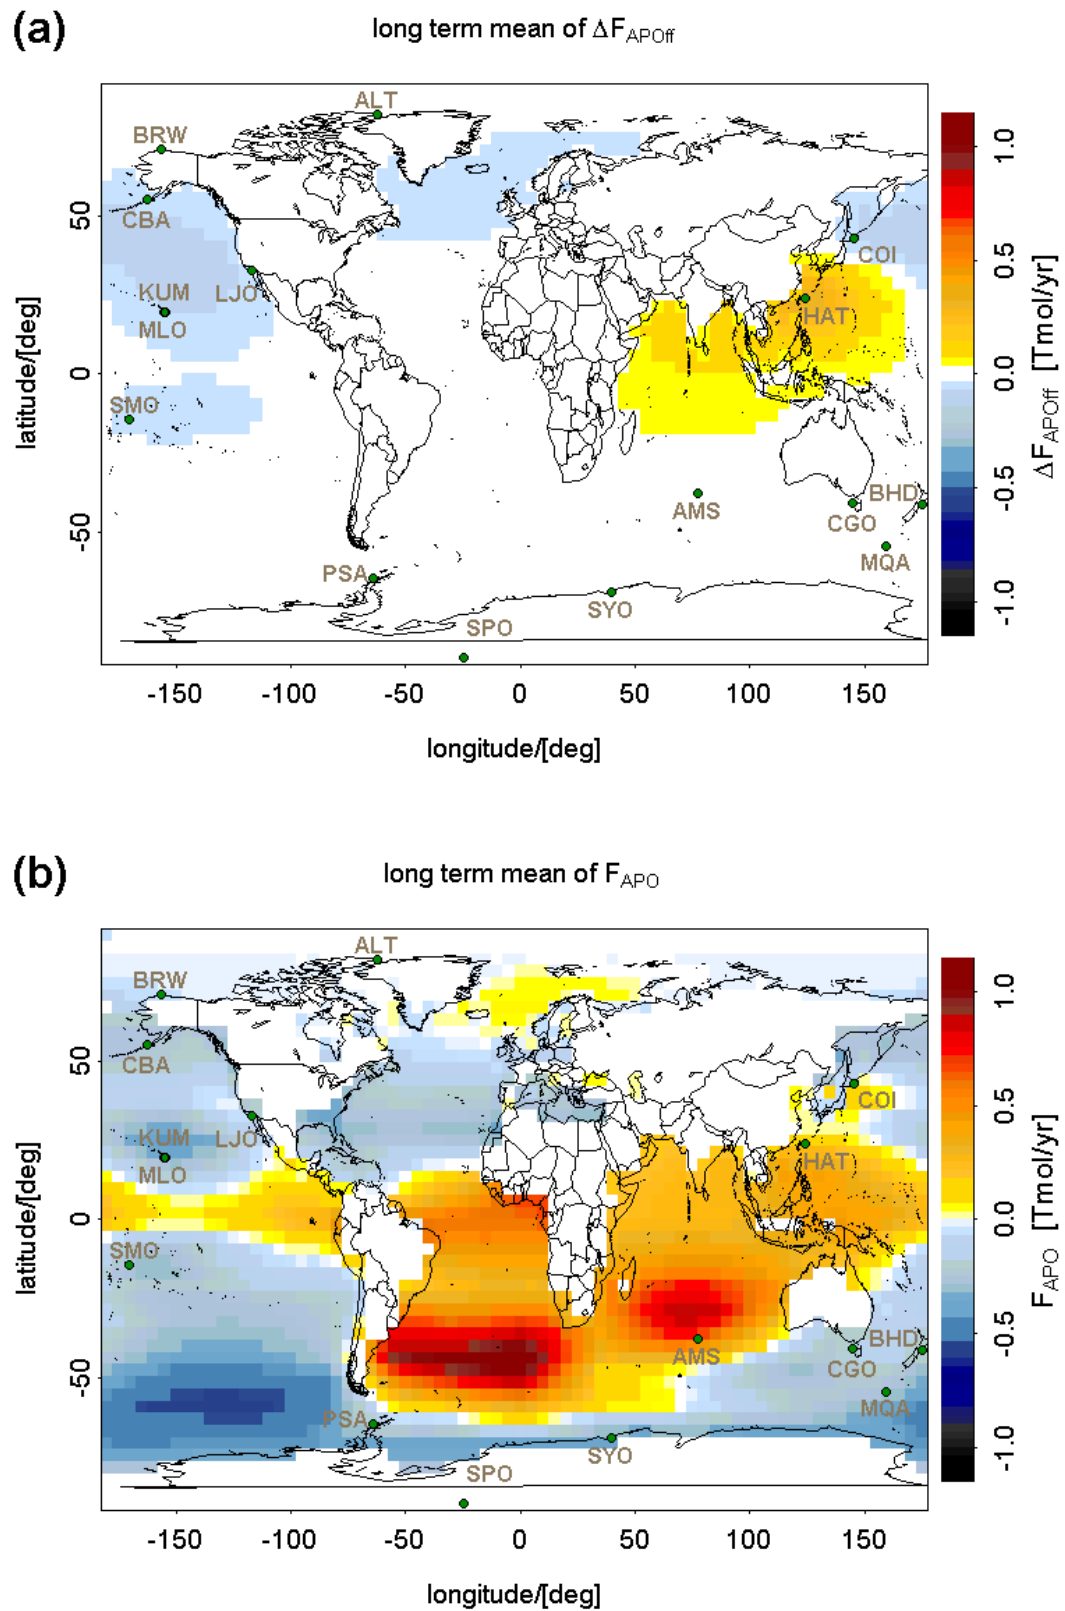 (a)
long term mean of ΔF_APOff
ALT
BRW
CBA
COI
KUM
LJO
HAT
MLO
SMO
AMS
BHD
CGO
MQA
PSA
SYO
SPO
50
0
-50
latitude/[deg]
-150 -100 -50 0 50 100 150
longitude/[deg]
1.0
0.5
0.0
-0.5
-1.0
ΔF_APOff [Tmol/yr]
(b)
long term mean of F_APO
ALT
BRW
CBA
COI
KUM
LJO
HAT
MLO
SMO
AMS
BHD
CGO
MQA
PSA
SYO
SPO
50
0
-50
latitude/[deg]
-150 -100 -50 0 50 100 150
longitude/[deg]
1.0
0.5
0.0
-0.5
-1.0
F_APO [Tmol/yr]